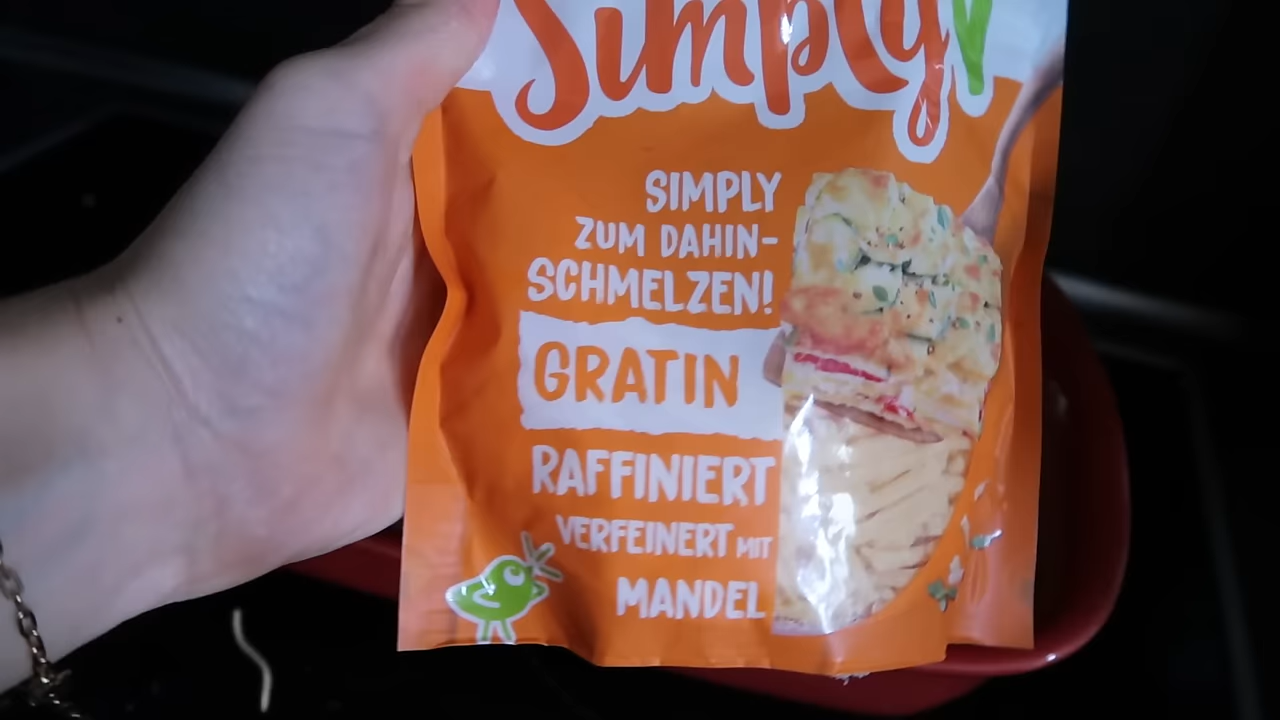 Simply V
SIMPLY
ZUM DAHIN-
SCHMELZEN!
GRATIN
RAFFINIERT
VERFEINERT MIT
MANDEL